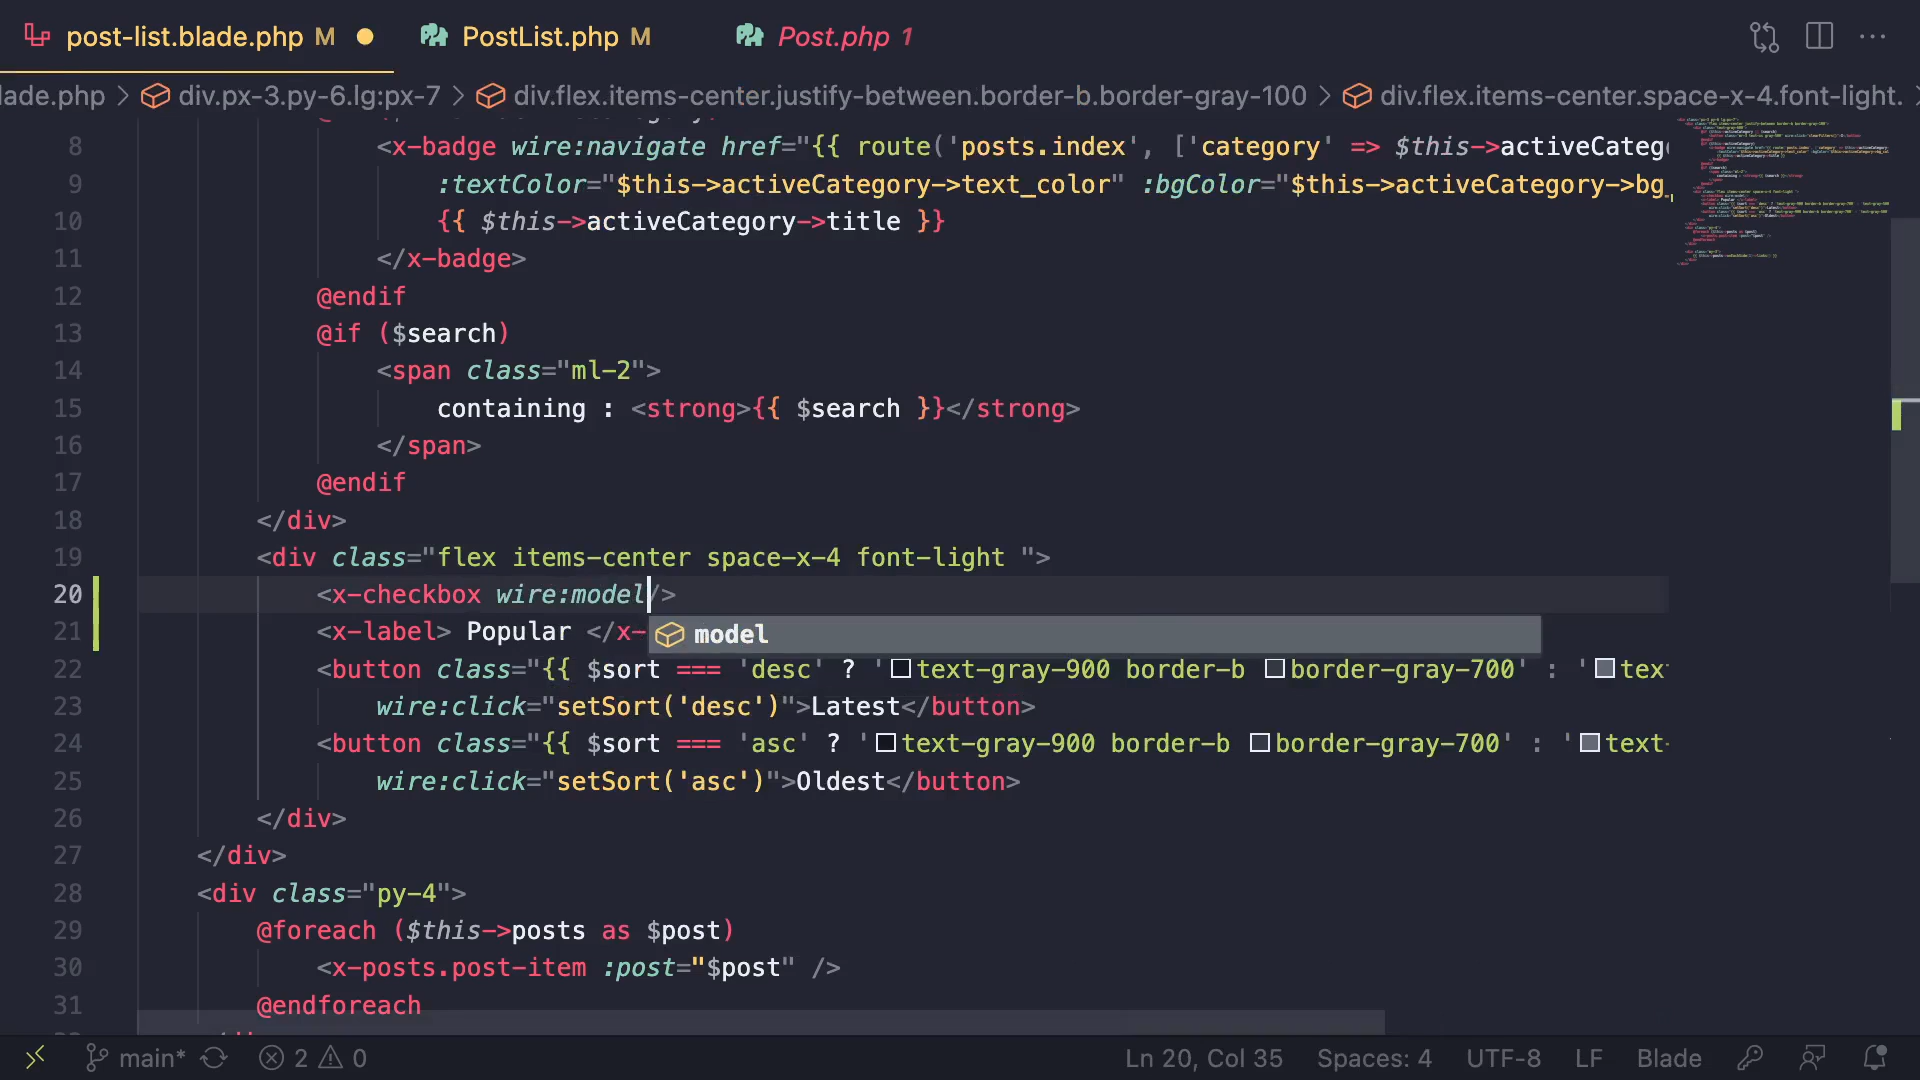 post-list.blade.php M
PostList.php M
Post.php 1
lade.php > div.px-3.py-6.lg:px-7 > div.flex.items-center.justify-between.border-b.border-gray-100 > div.flex.items-center.space-x-4.font-light. >
8 <x-badge wire:navigate href="{{ route('posts.index', ['category' => $this->activeCateg
9 :textColor="$this->activeCategory->text_color" :bgColor="$this->activeCategory->bg_
10 {{ $this->activeCategory->title }}
11 </x-badge>
12 @endif
13 @if ($search)
14 <span class="ml-2">
15 containing : <strong>{{ $search }}</strong>
16 </span>
17 @endif
18 </div>
19 <div class="flex items-center space-x-4 font-light ">
20 <x-checkbox wire:model/>
21 <x-label> Popular </x-
model
22 <button class="{{ $sort === 'desc' ? 'text-gray-900 border-b border-gray-700' : 'tex
23 wire:click="setSort('desc')">Latest</button>
24 <button class="{{ $sort === 'asc' ? 'text-gray-900 border-b border-gray-700' : 'text-
25 wire:click="setSort('asc')">Oldest</button>
26 </div>
27 </div>
28 <div class="py-4">
29 @foreach ($this->posts as $post)
30 <x-posts.post-item :post="$post" />
31 @endforeach
main* 2 0 Ln 20, Col 35 Spaces: 4 UTF-8 LF Blade